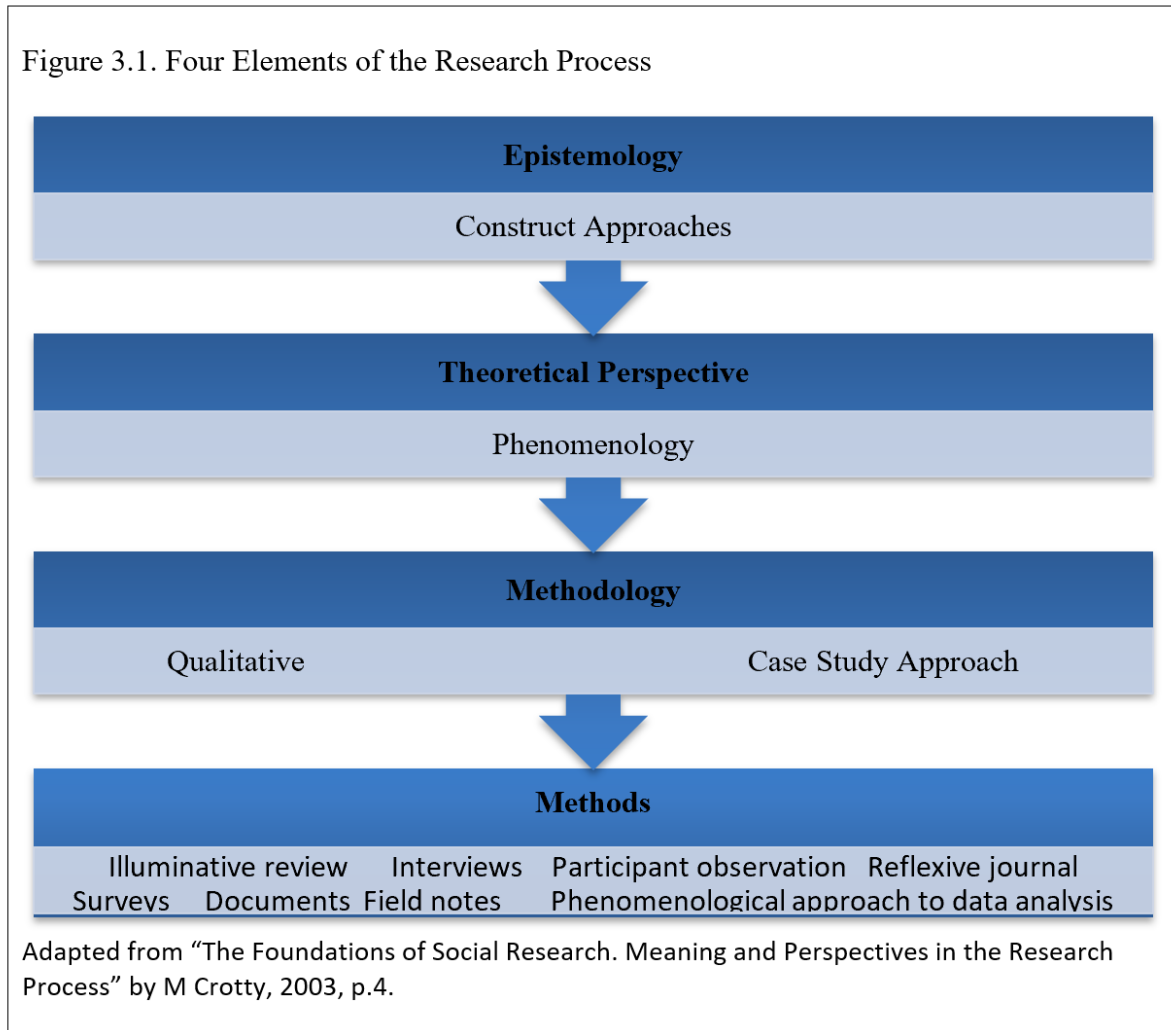 Figure 3.1. Four Elements of the Research Process
Epistemology
Construct Approaches
Theoretical Perspective
Phenomenology
Methodology
Qualitative Case Study Approach
Methods
Illuminative review Interviews Participant observation Reflexive journal
Surveys Documents Field notes Phenomenological approach to data analysis
Adapted from “The Foundations of Social Research. Meaning and Perspectives in the Research
Process” by M Crotty, 2003, p.4.